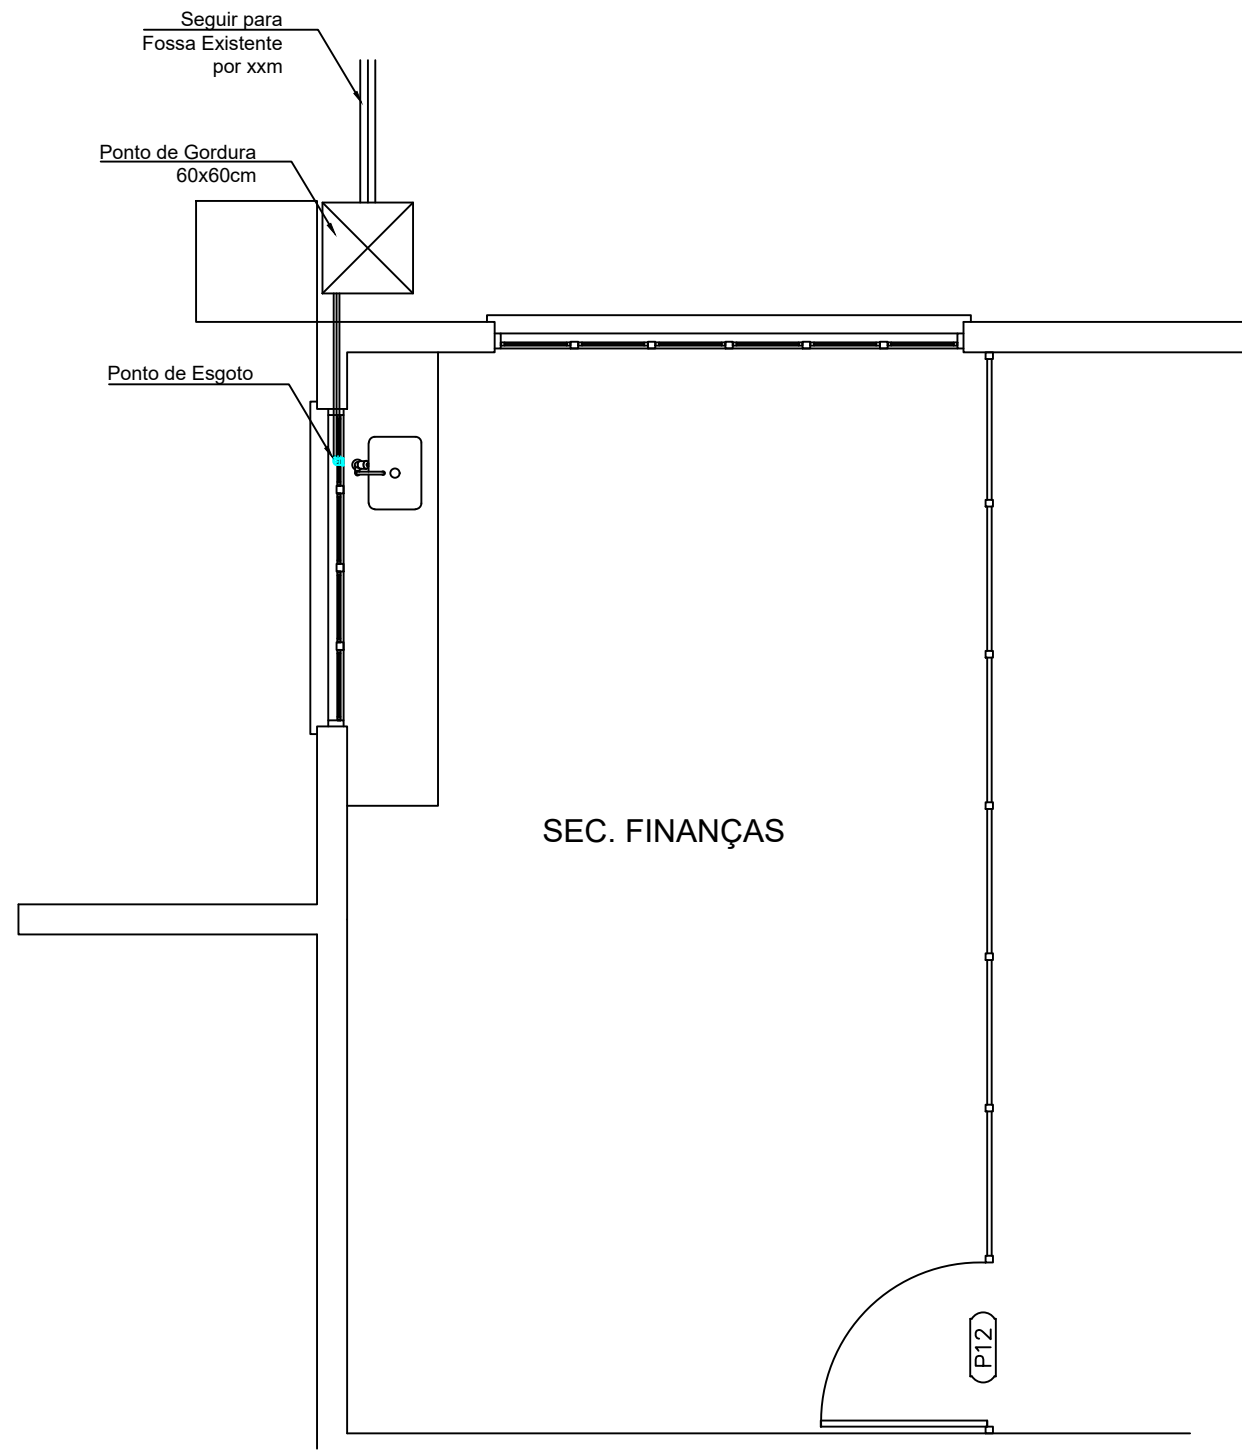 Seguir para
Fossa Existente
por xxm
Ponto de Gordura
60x60cm
Ponto de Esgoto
SEC. FINANÇAS
P12